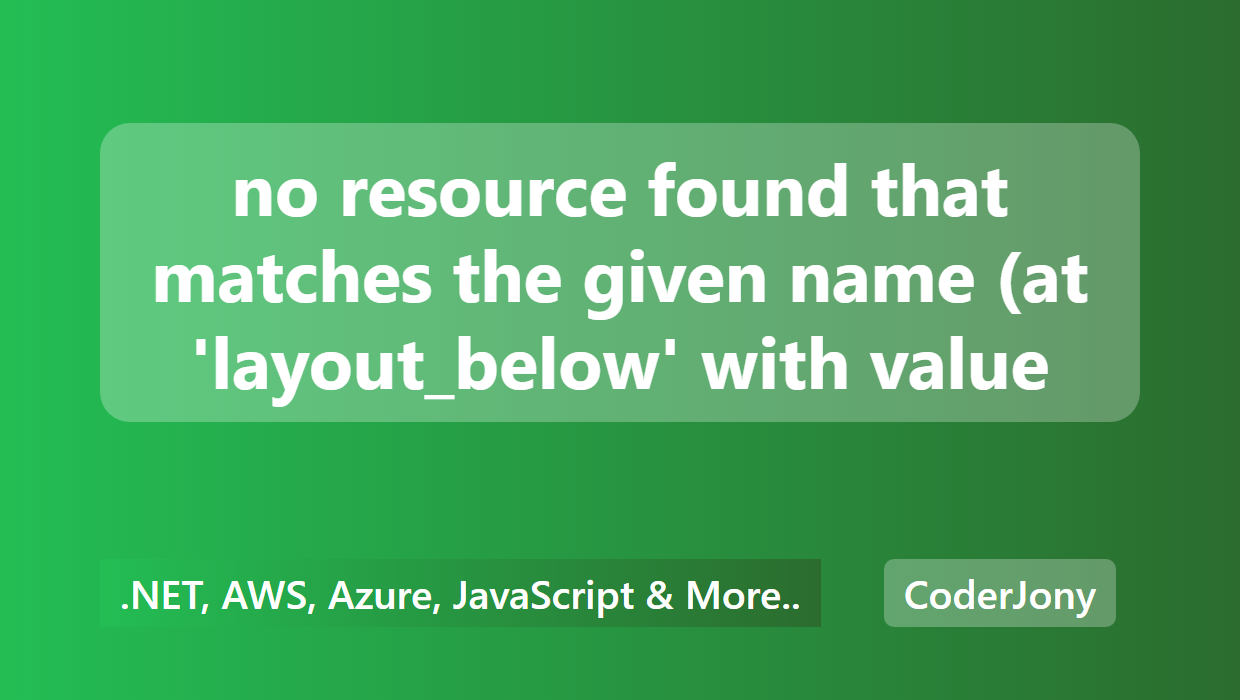 no resource found that
matches the given name (at
'layout_below' with value
.NET, AWS, Azure, JavaScript & More..
CoderJony